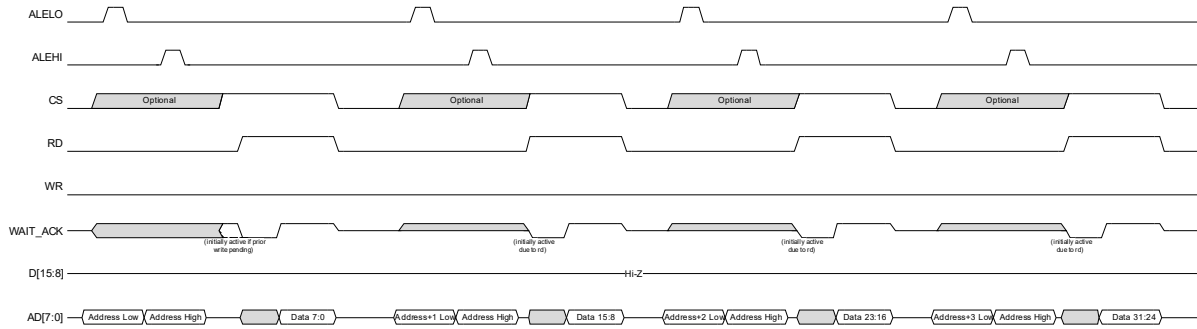 ALELO
ALEHI
CS
Optional
Optional
Optional
Optional
RD
WR
WAIT_ACK
(initially active if prior
write pending)
(initially active
due to rd)
(initially active
due to rd)
(initially active
due to rd)
D[15:8]
Hi-Z
AD[7:0]
Address Low
Address High
Data 7:0
Address+1 Low
Address High
Data 15:8
Address+2 Low
Address High
Data 23:16
Address+3 Low
Address High
Data 31:24